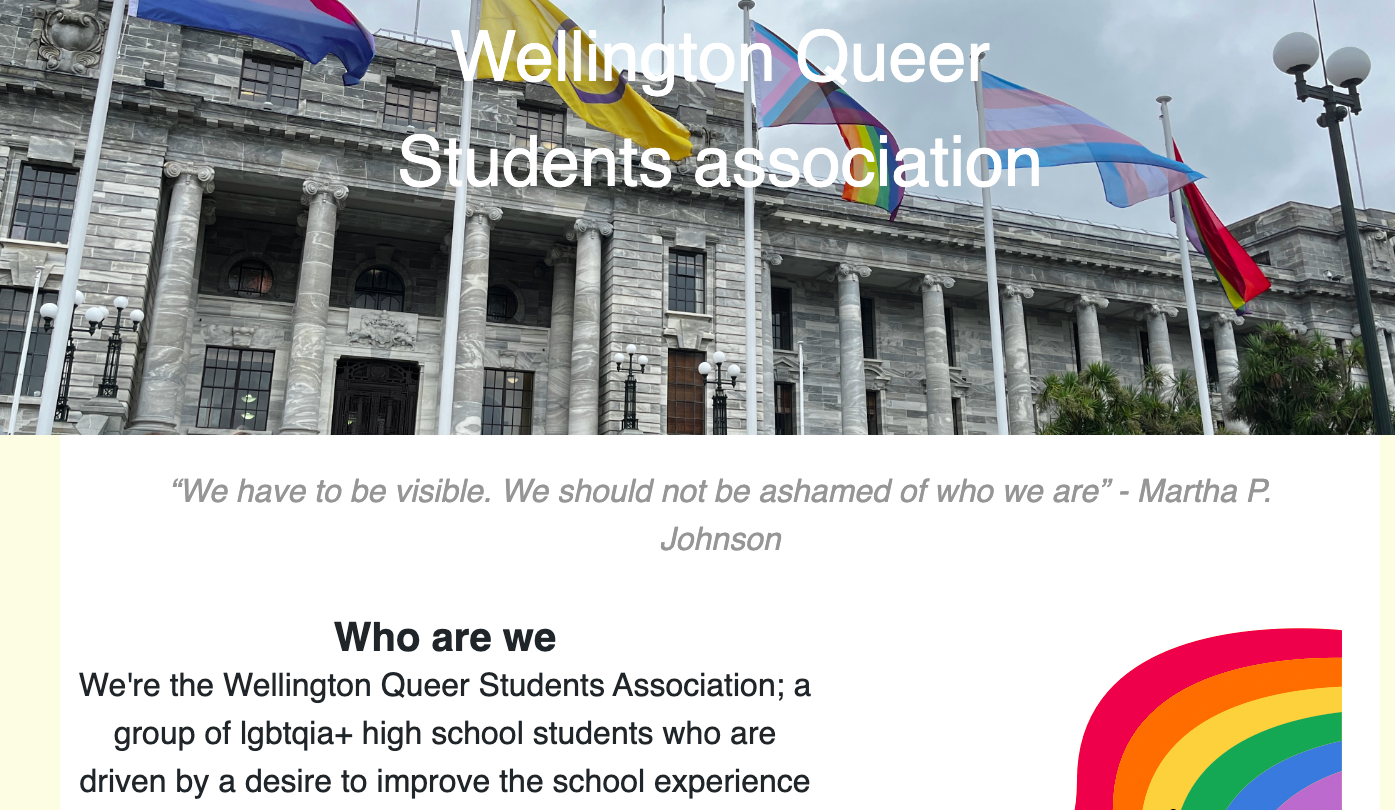 Wellington Queer
Students association
“We have to be visible. We should not be ashamed of who we are” - Martha P.
Johnson
Who are we
We're the Wellington Queer Students Association; a
group of lgbtqia+ high school students who are
driven by a desire to improve the school experience